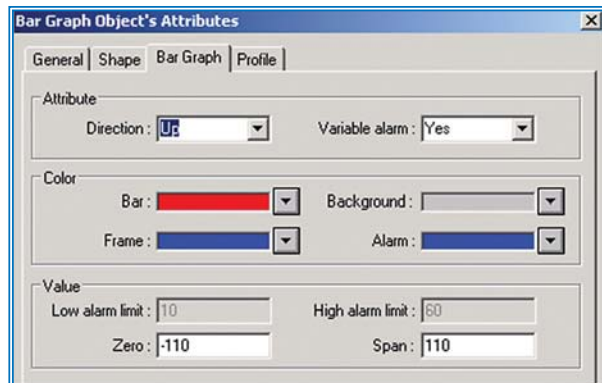 Bar Graph Object's Attributes
General Shape Bar Graph Profile
Attribute
Direction : Up Variable alarm : Yes
Color
Bar : Background :
Frame : Alarm :
Value
Low alarm limit : 10 High alarm limit : 60
Zero : -110 Span : 110